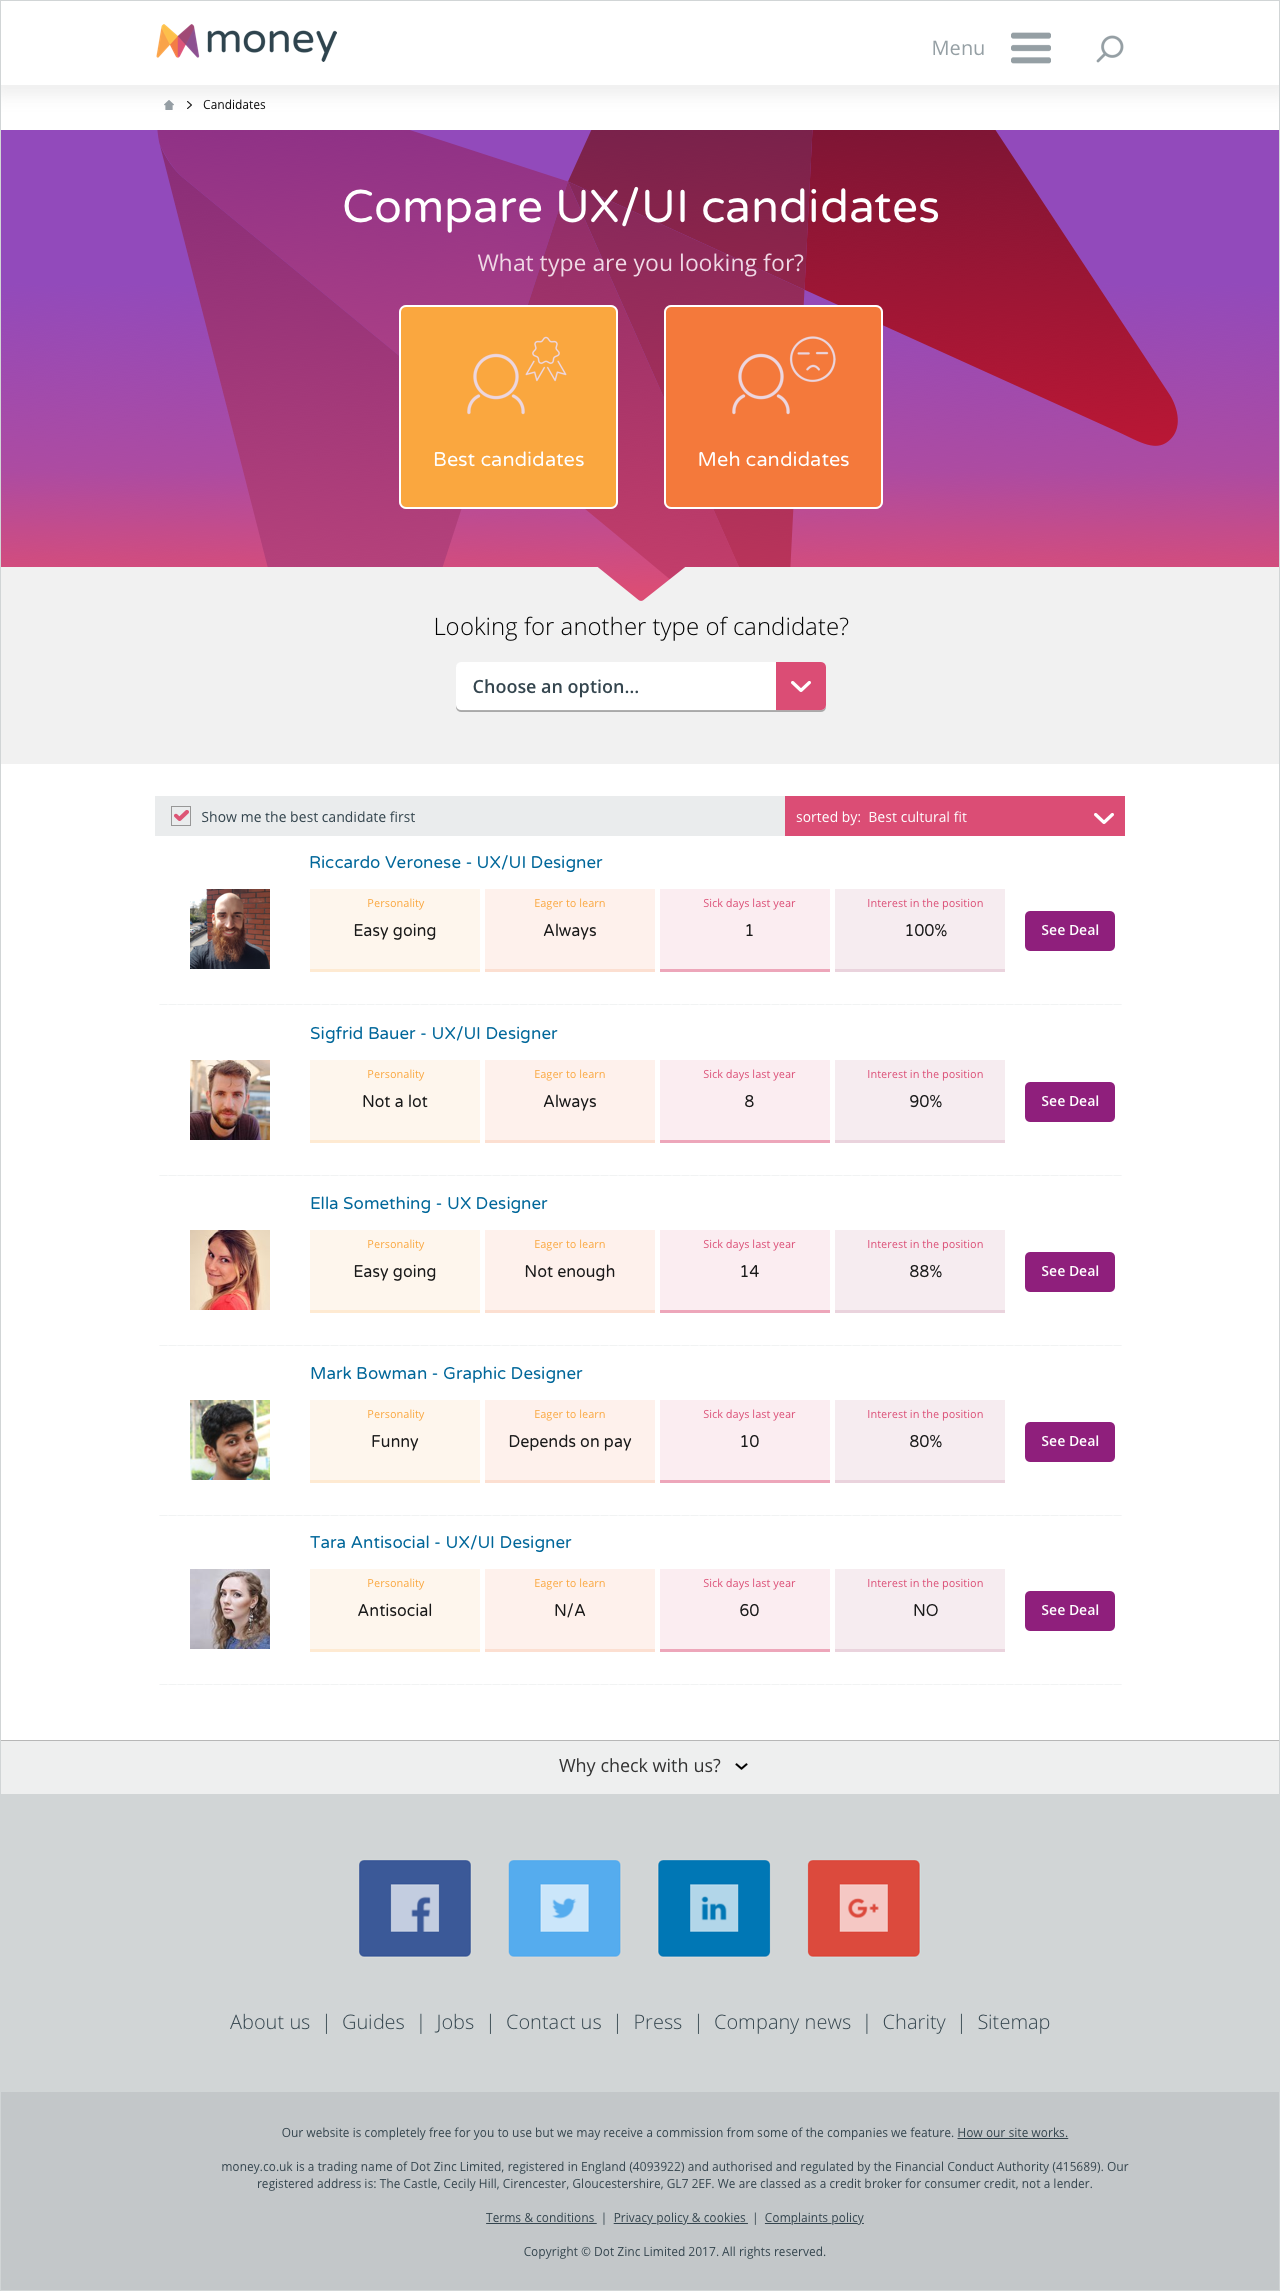 money
Menu
Candidates
Compare UX/UI candidates
What type are you looking for?
Best candidates
Meh candidates
Looking for another type of candidate?
Choose an option...
Show me the best candidate first
sorted by: Best cultural fit
Riccardo Veronese - UX/UI Designer
Personality
Eager to learn
Sick days last year
Interest in the position
Easy going
Always
1
100%
See Deal
Sigfrid Bauer - UX/UI Designer
Personality
Eager to learn
Sick days last year
Interest in the position
Not a lot
Always
8
90%
See Deal
Ella Something - UX Designer
Personality
Eager to learn
Sick days last year
Interest in the position
Easy going
Not enough
14
88%
See Deal
Mark Bowman - Graphic Designer
Personality
Eager to learn
Sick days last year
Interest in the position
Funny
Depends on pay
10
80%
See Deal
Tara Antisocial - UX/UI Designer
Personality
Eager to learn
Sick days last year
Interest in the position
Antisocial
N/A
60
NO
See Deal
Why check with us?
f
in
G+
About us | Guides | Jobs | Contact us | Press | Company news | Charity | Sitemap
Our website is completely free for you to use but we may receive a commission from some of the companies we feature. How our site works.
money.co.uk is a trading name of Dot Zinc Limited, registered in England (4093922) and authorised and regulated by the Financial Conduct Authority (415689). Our
registered address is: The Castle, Cecily Hill, Cirencester, Gloucestershire, GL7 2EF. We are classed as a credit broker for consumer credit, not a lender.
Terms & conditions | Privacy policy & cookies | Complaints policy
Copyright © Dot Zinc Limited 2017. All rights reserved.